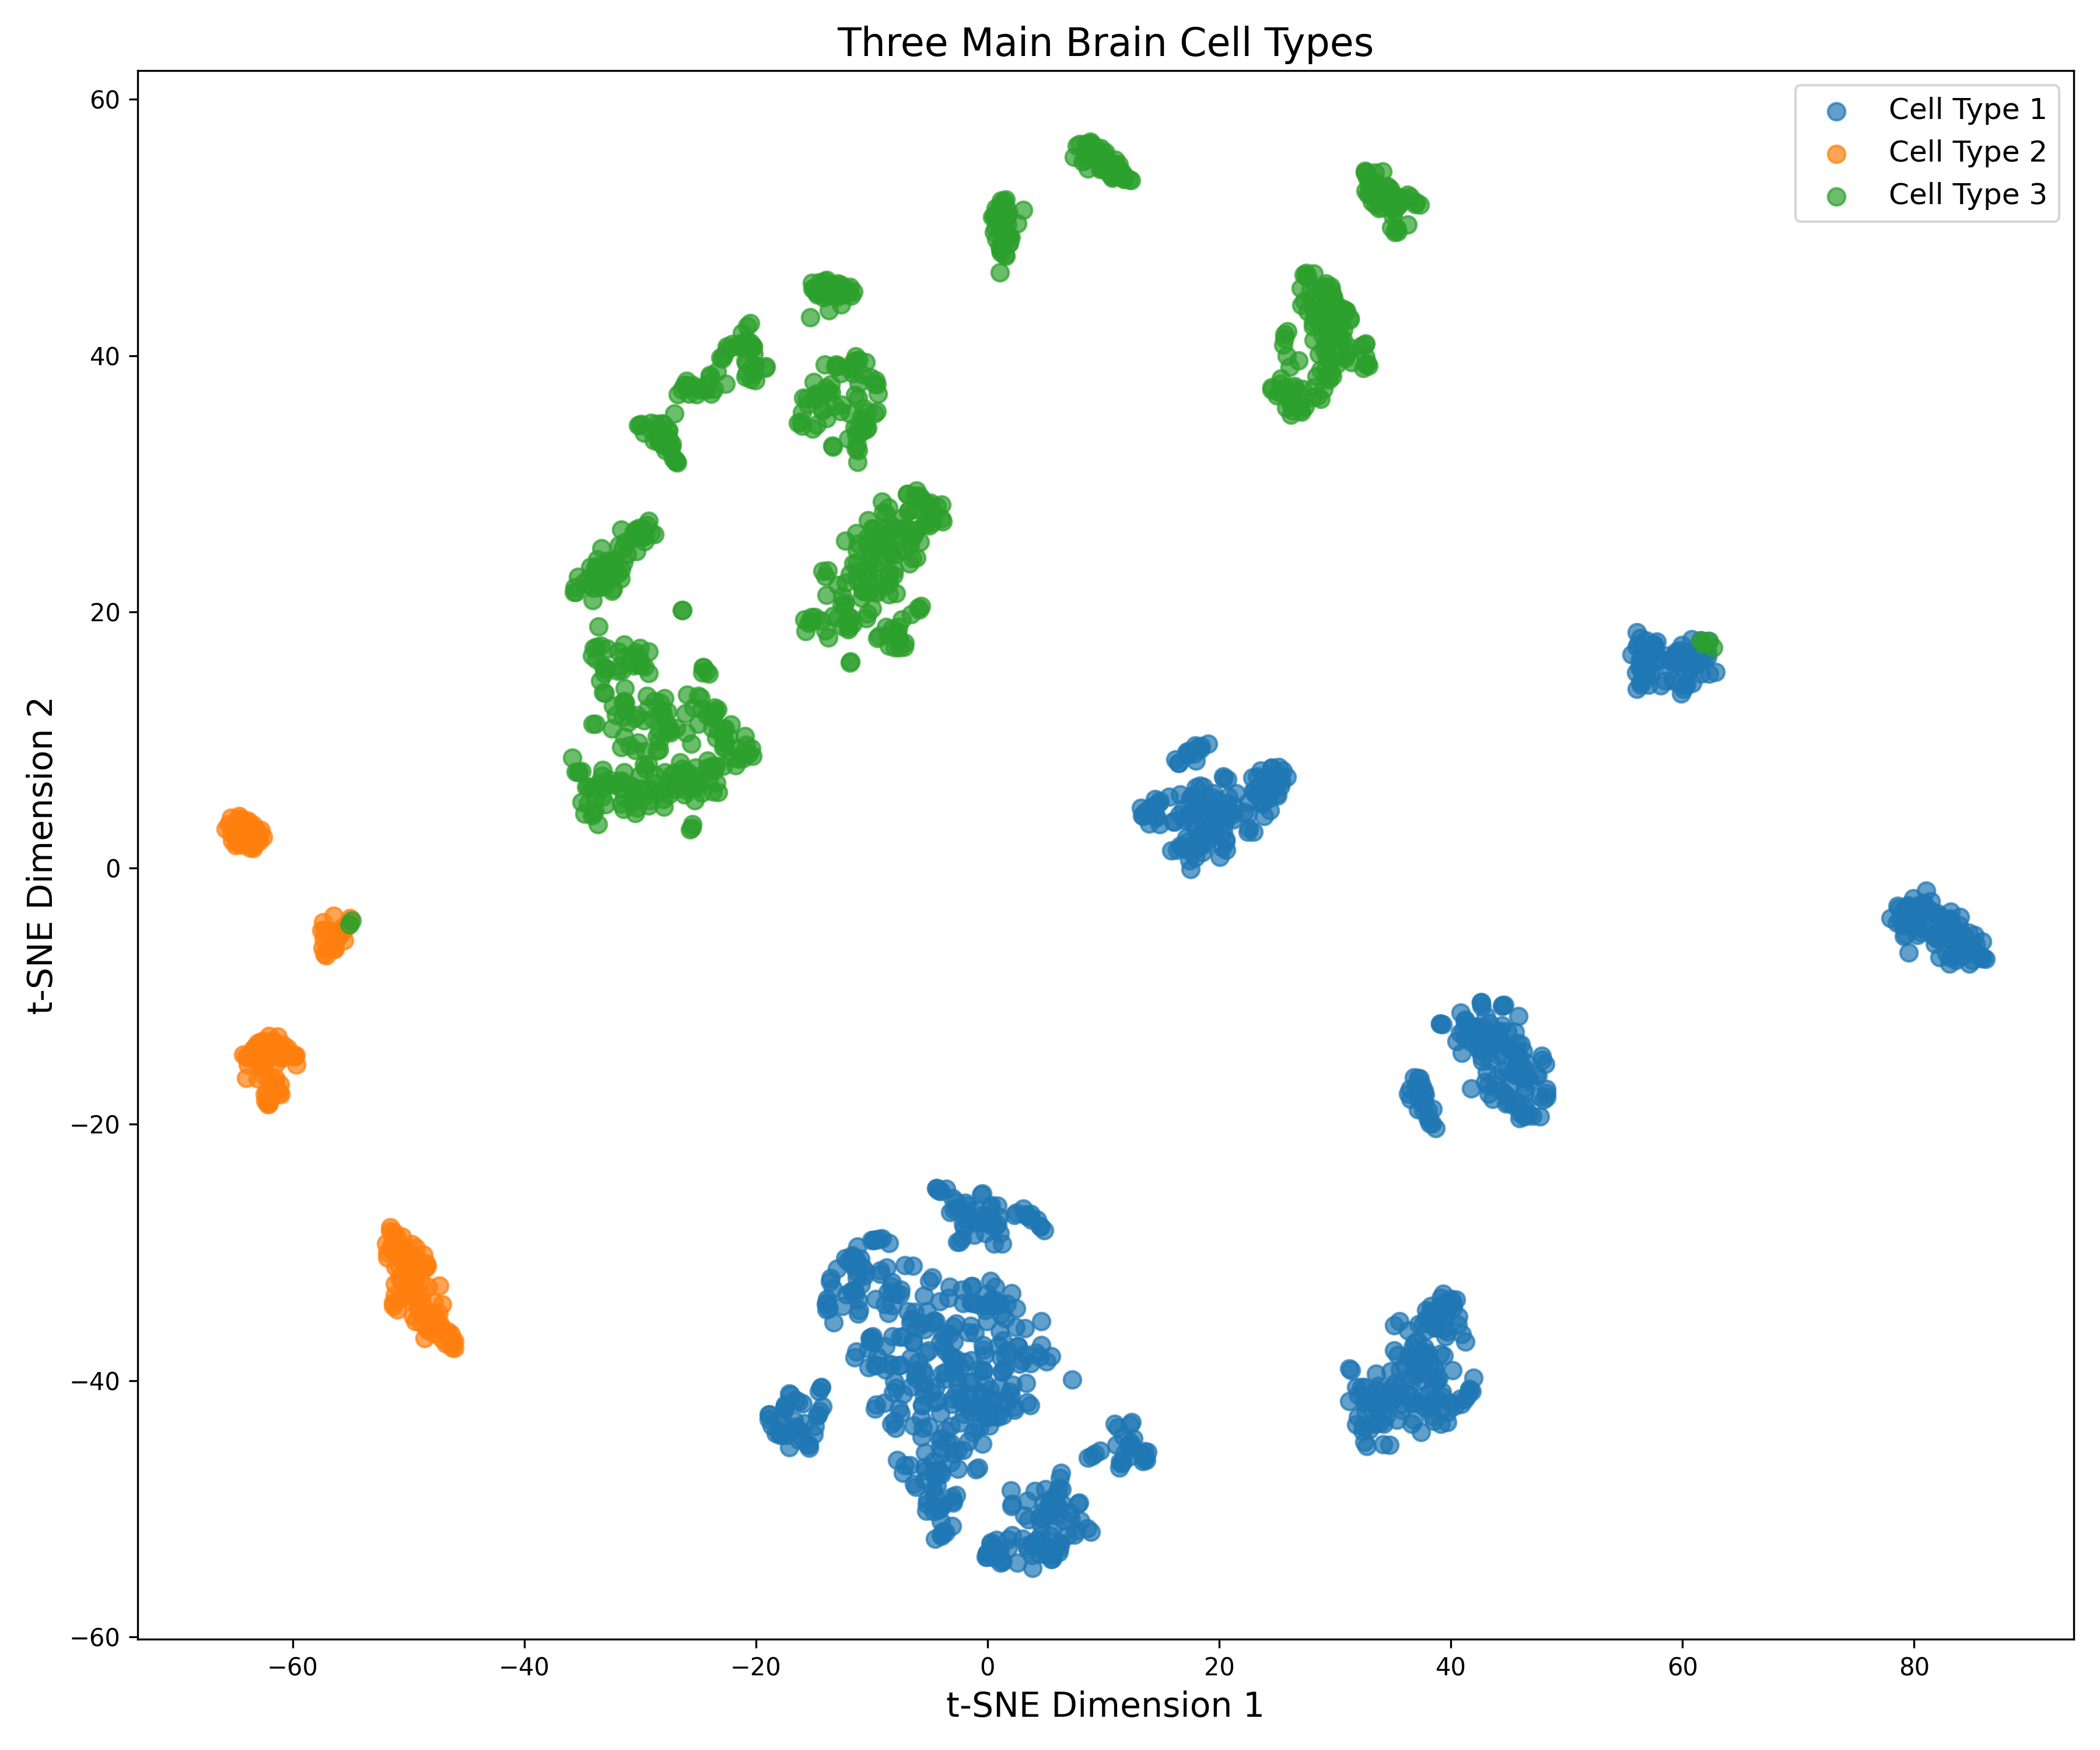 Three Main Brain Cell Types
Cell Type 1
Cell Type 2
Cell Type 3
60
40
20
0
−20
−40
−60
t-SNE Dimension 2
−60
−40
−20
0
20
40
60
80
t-SNE Dimension 1